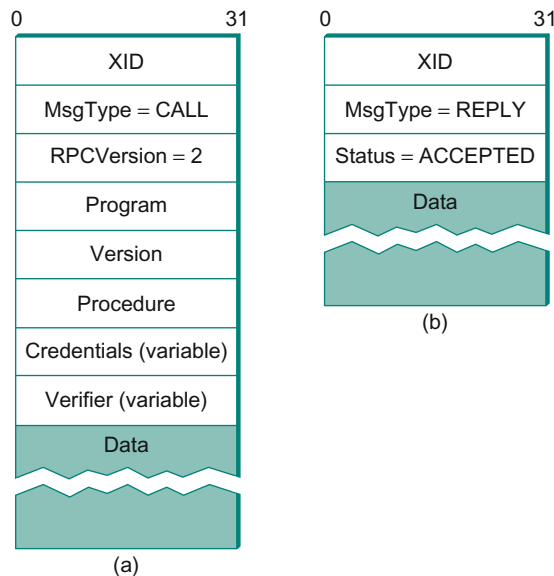 0 31
XID
MsgType = CALL
RPCVersion = 2
Program
Version
Procedure
Credentials (variable)
Verifier (variable)
Data
(a)
0 31
XID
MsgType = REPLY
Status = ACCEPTED
Data
(b)